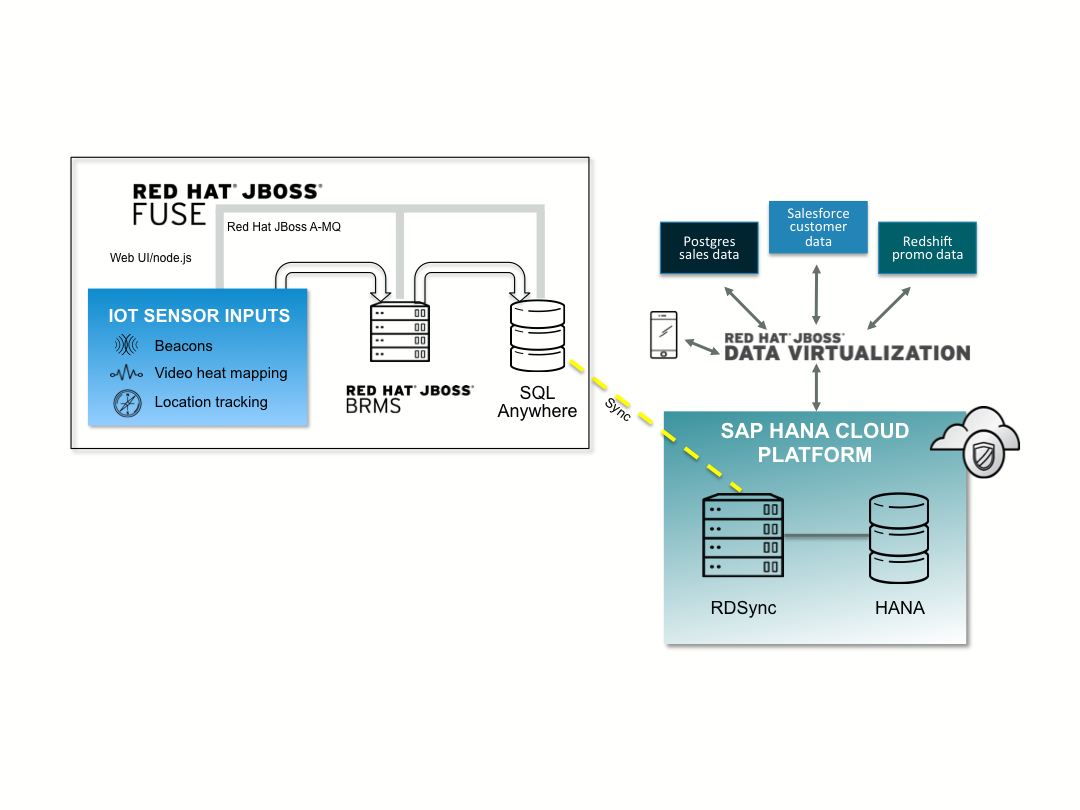 RED HAT® JBOSS®
FUSE
Red Hat JBoss A-MQ
Web UI/node.js
IOT SENSOR INPUTS
Beacons
Video heat mapping
Location tracking
RED HAT® JBOSS®
BRMS
SQL
Anywhere
Sync
Postgres
sales data
Salesforce
customer
data
Redshift
promo data
RED HAT® JBOSS®
DATA VIRTUALIZATION
SAP HANA CLOUD
PLATFORM
RDSync
HANA